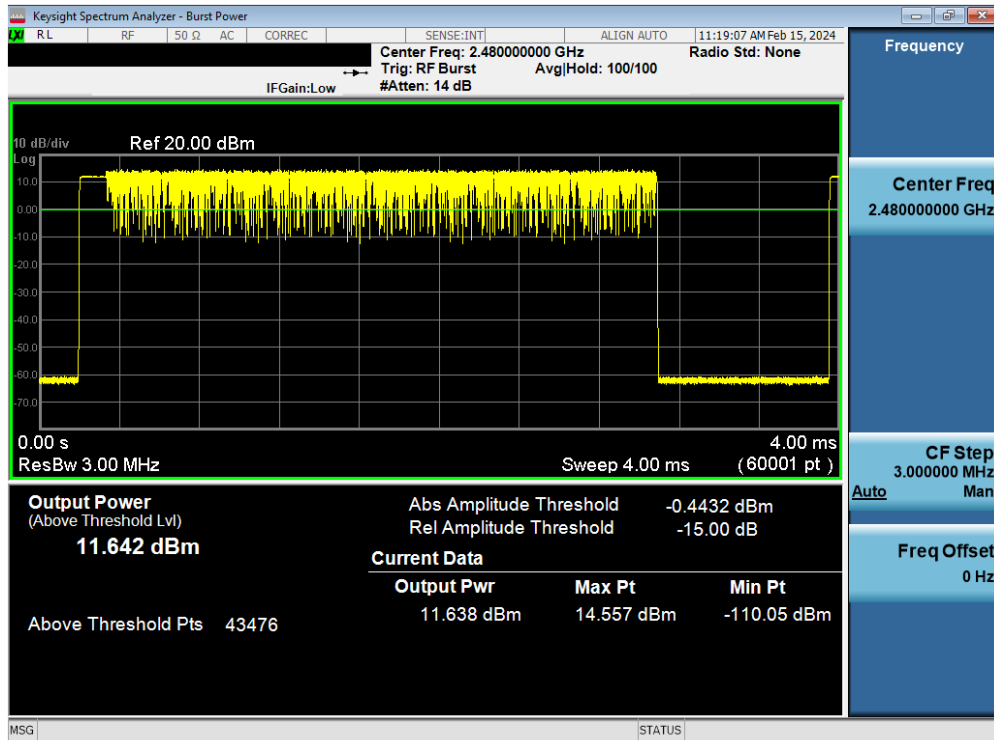 Keysight Spectrum Analyzer - Burst Power
LXI RL RF 50 Ω AC CORREC SENSE:INT ALIGN AUTO 11:19:07 AM Feb 15, 2024
Center Freq: 2.480000000 GHz Radio Std: None
Trig: RF Burst Avg|Hold: 100/100
IFGain:Low #Atten: 14 dB
Frequency
10 dB/div Ref 20.00 dBm
Log
10.0
0.00
-10.0
-20.0
-30.0
-40.0
-50.0
-60.0
-70.0
0.00 s 4.00 ms
ResBw 3.00 MHz Sweep 4.00 ms (60001 pt)
Center Freq
2.480000000 GHz
CF Step
3.000000 MHz
Auto Man
Freq Offset
0 Hz
Output Power
(Above Threshold Lvl)
11.642 dBm
Above Threshold Pts 43476
Abs Amplitude Threshold -0.4432 dBm
Rel Amplitude Threshold -15.00 dB
Current Data
Output Pwr Max Pt Min Pt
11.638 dBm 14.557 dBm -110.05 dBm
MSG STATUS